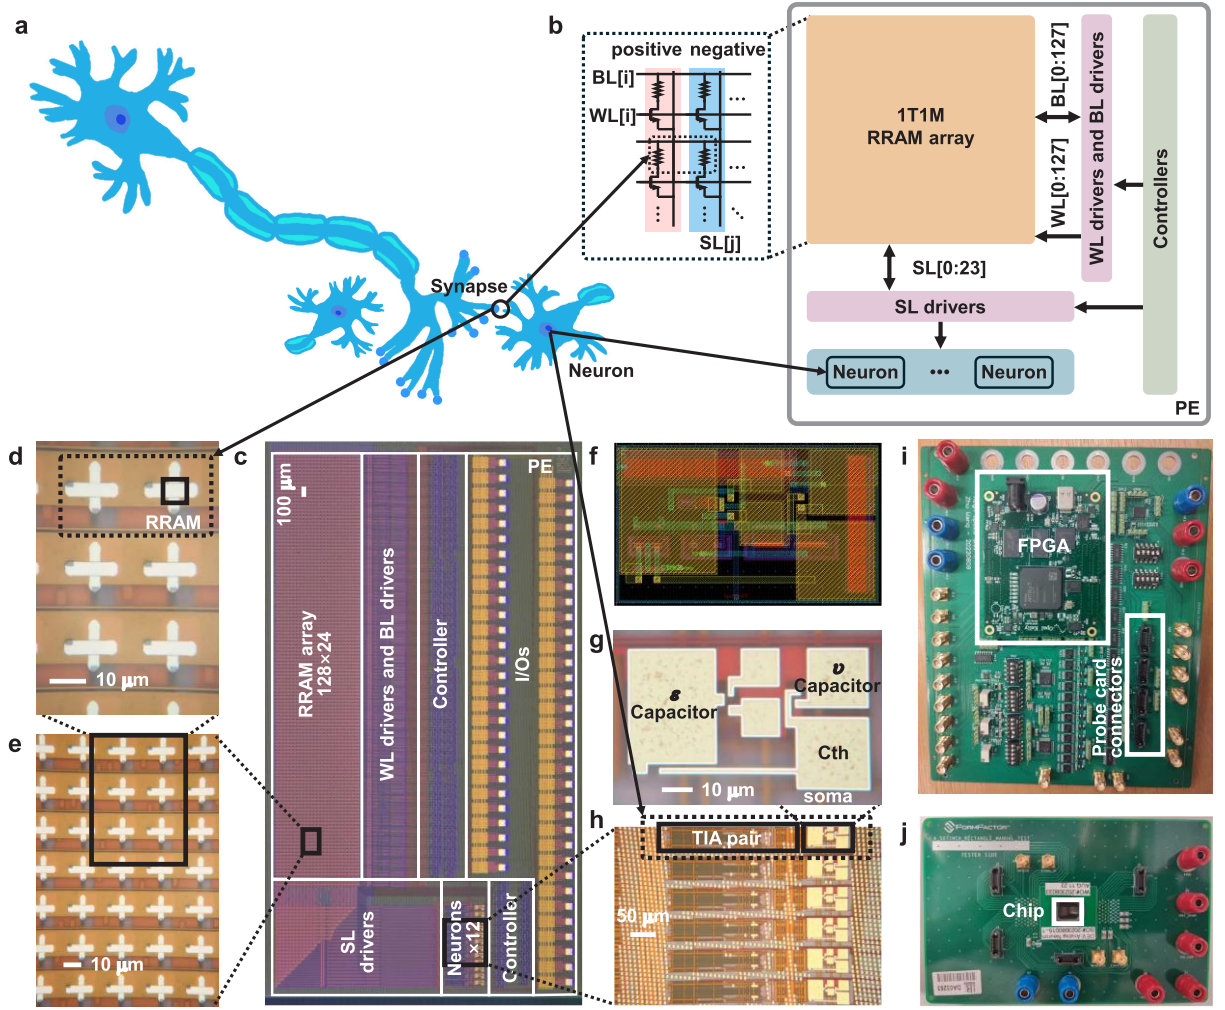 a
Synapse
Neuron
b
positive negative
BL[i]
WL[i]
SL[j]
1T1M
RRAM array
BL[0:127]
WL[0:127]
WL drivers and BL drivers
Controllers
SL[0:23]
SL drivers
Neuron
Neuron
PE
d
RRAM
10 μm
c
100 μm
PE
RRAM array
128×24
WL drivers and BL drivers
Controller
I/Os
SL
drivers
Neurons
×12
Controller
e
10 μm
f
g
ε
Capacitor
υ
Capacitor
Cth
10 μm
soma
h
TIA pair
50 μm
i
FPGA
Probe card
connectors
j
FORMFACTOR
TESTER SIDE
Chip